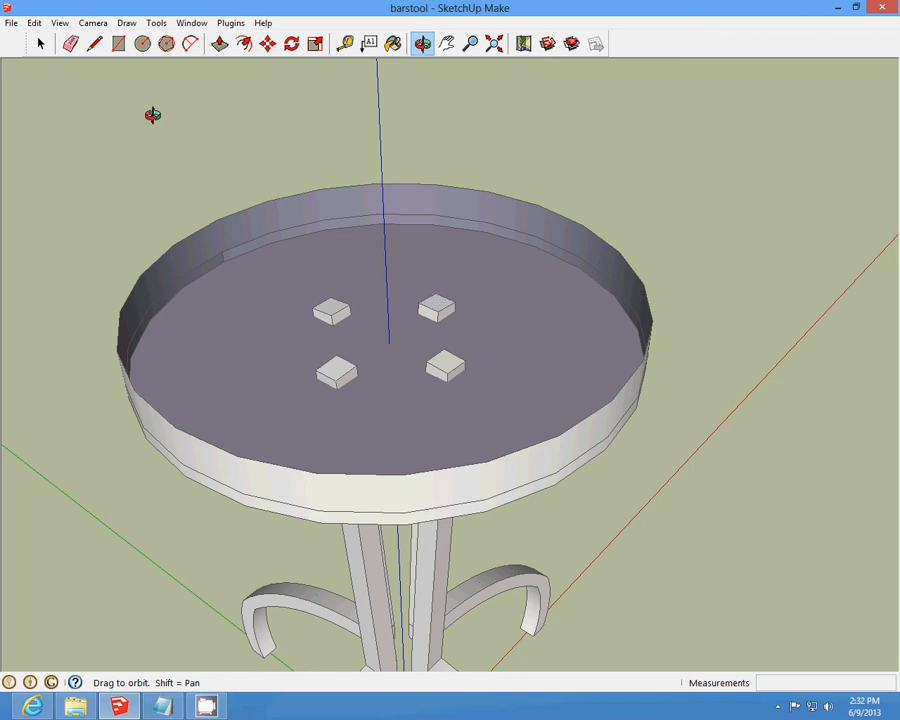 barstool - SketchUp Make
File Edit View Camera Draw Tools Window Plugins Help
A1
Drag to orbit. Shift = Pan
Measurements
2:32 PM
6/9/2013